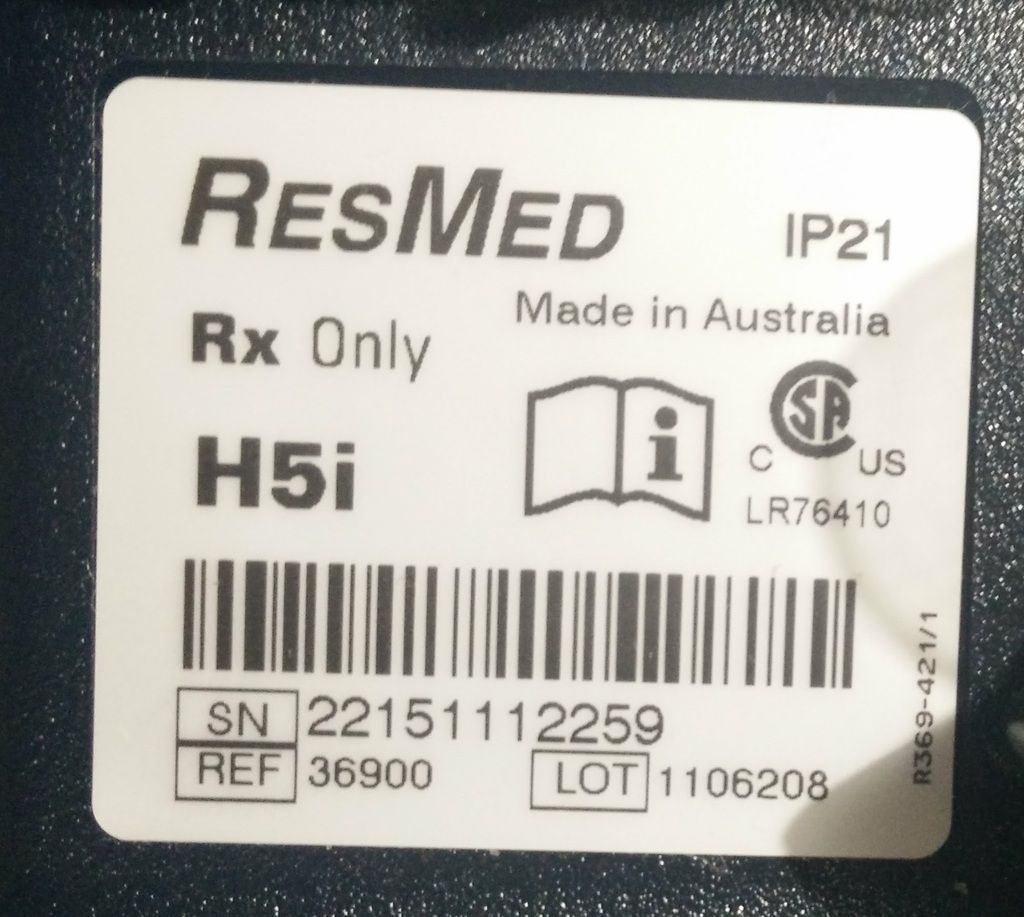 RESMED
IP21
Made in Australia
Rx Only
H5i
i
CSA
C US
LR76410
SN 22151112259
REF 36900
LOT 1106208
R369-421/1